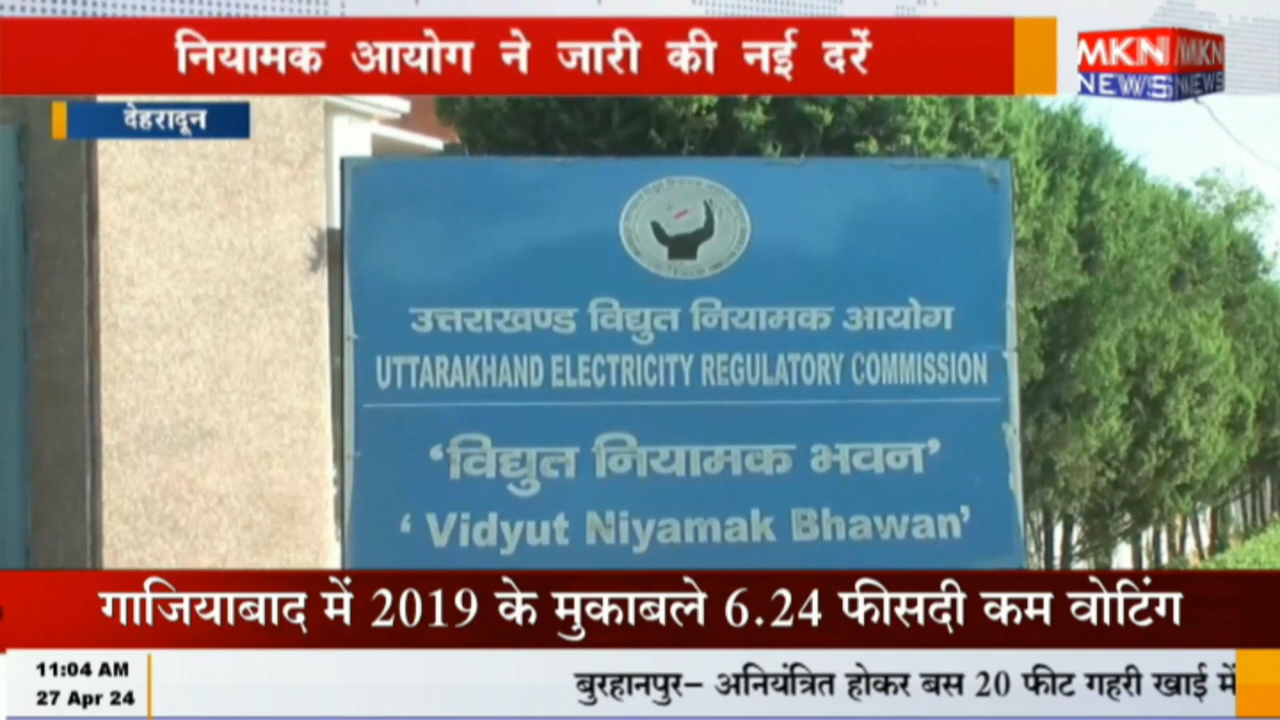 नियामक आयोग ने जारी की नई दरें
MKN MKN
NEWS NEWS
देहरादून
उत्तराखण्ड विद्युत नियामक आयोग
UTTARAKHAND ELECTRICITY REGULATORY COMMISSION
‘विद्युत नियामक भवन’
‘ Vidyut Niyamak Bhawan’
गाजियाबाद में 2019 के मुकाबले 6.24 फीसदी कम वोटिंग
11:04 AM
27 Apr 24
बुरहानपुर– अनियंत्रित होकर बस 20 फीट गहरी खाई में